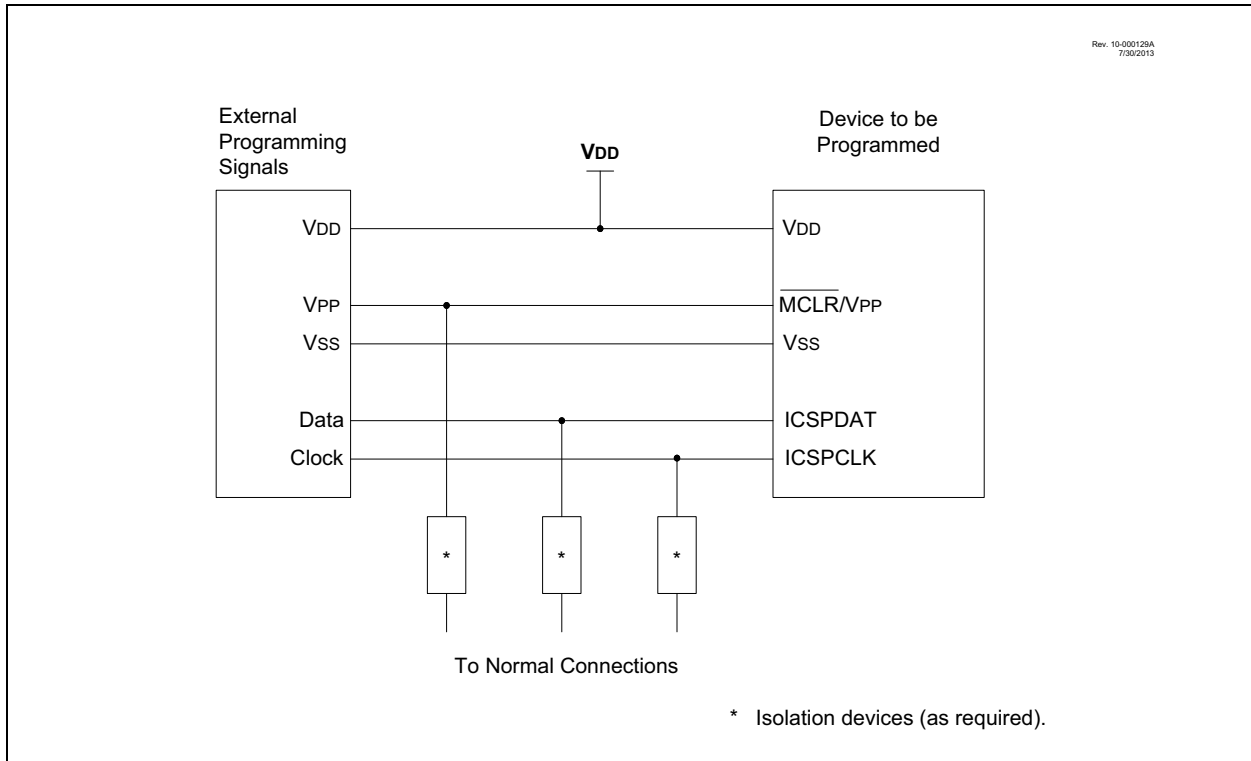 Rev. 10-000129A
7/30/2013
External
Programming
Signals
Device to be
Programmed
VDD
VDD
VPP
VSS
Data
Clock
VDD
MCLR/VPP
VSS
ICSPDAT
ICSPCLK
*
*
*
To Normal Connections
* Isolation devices (as required).